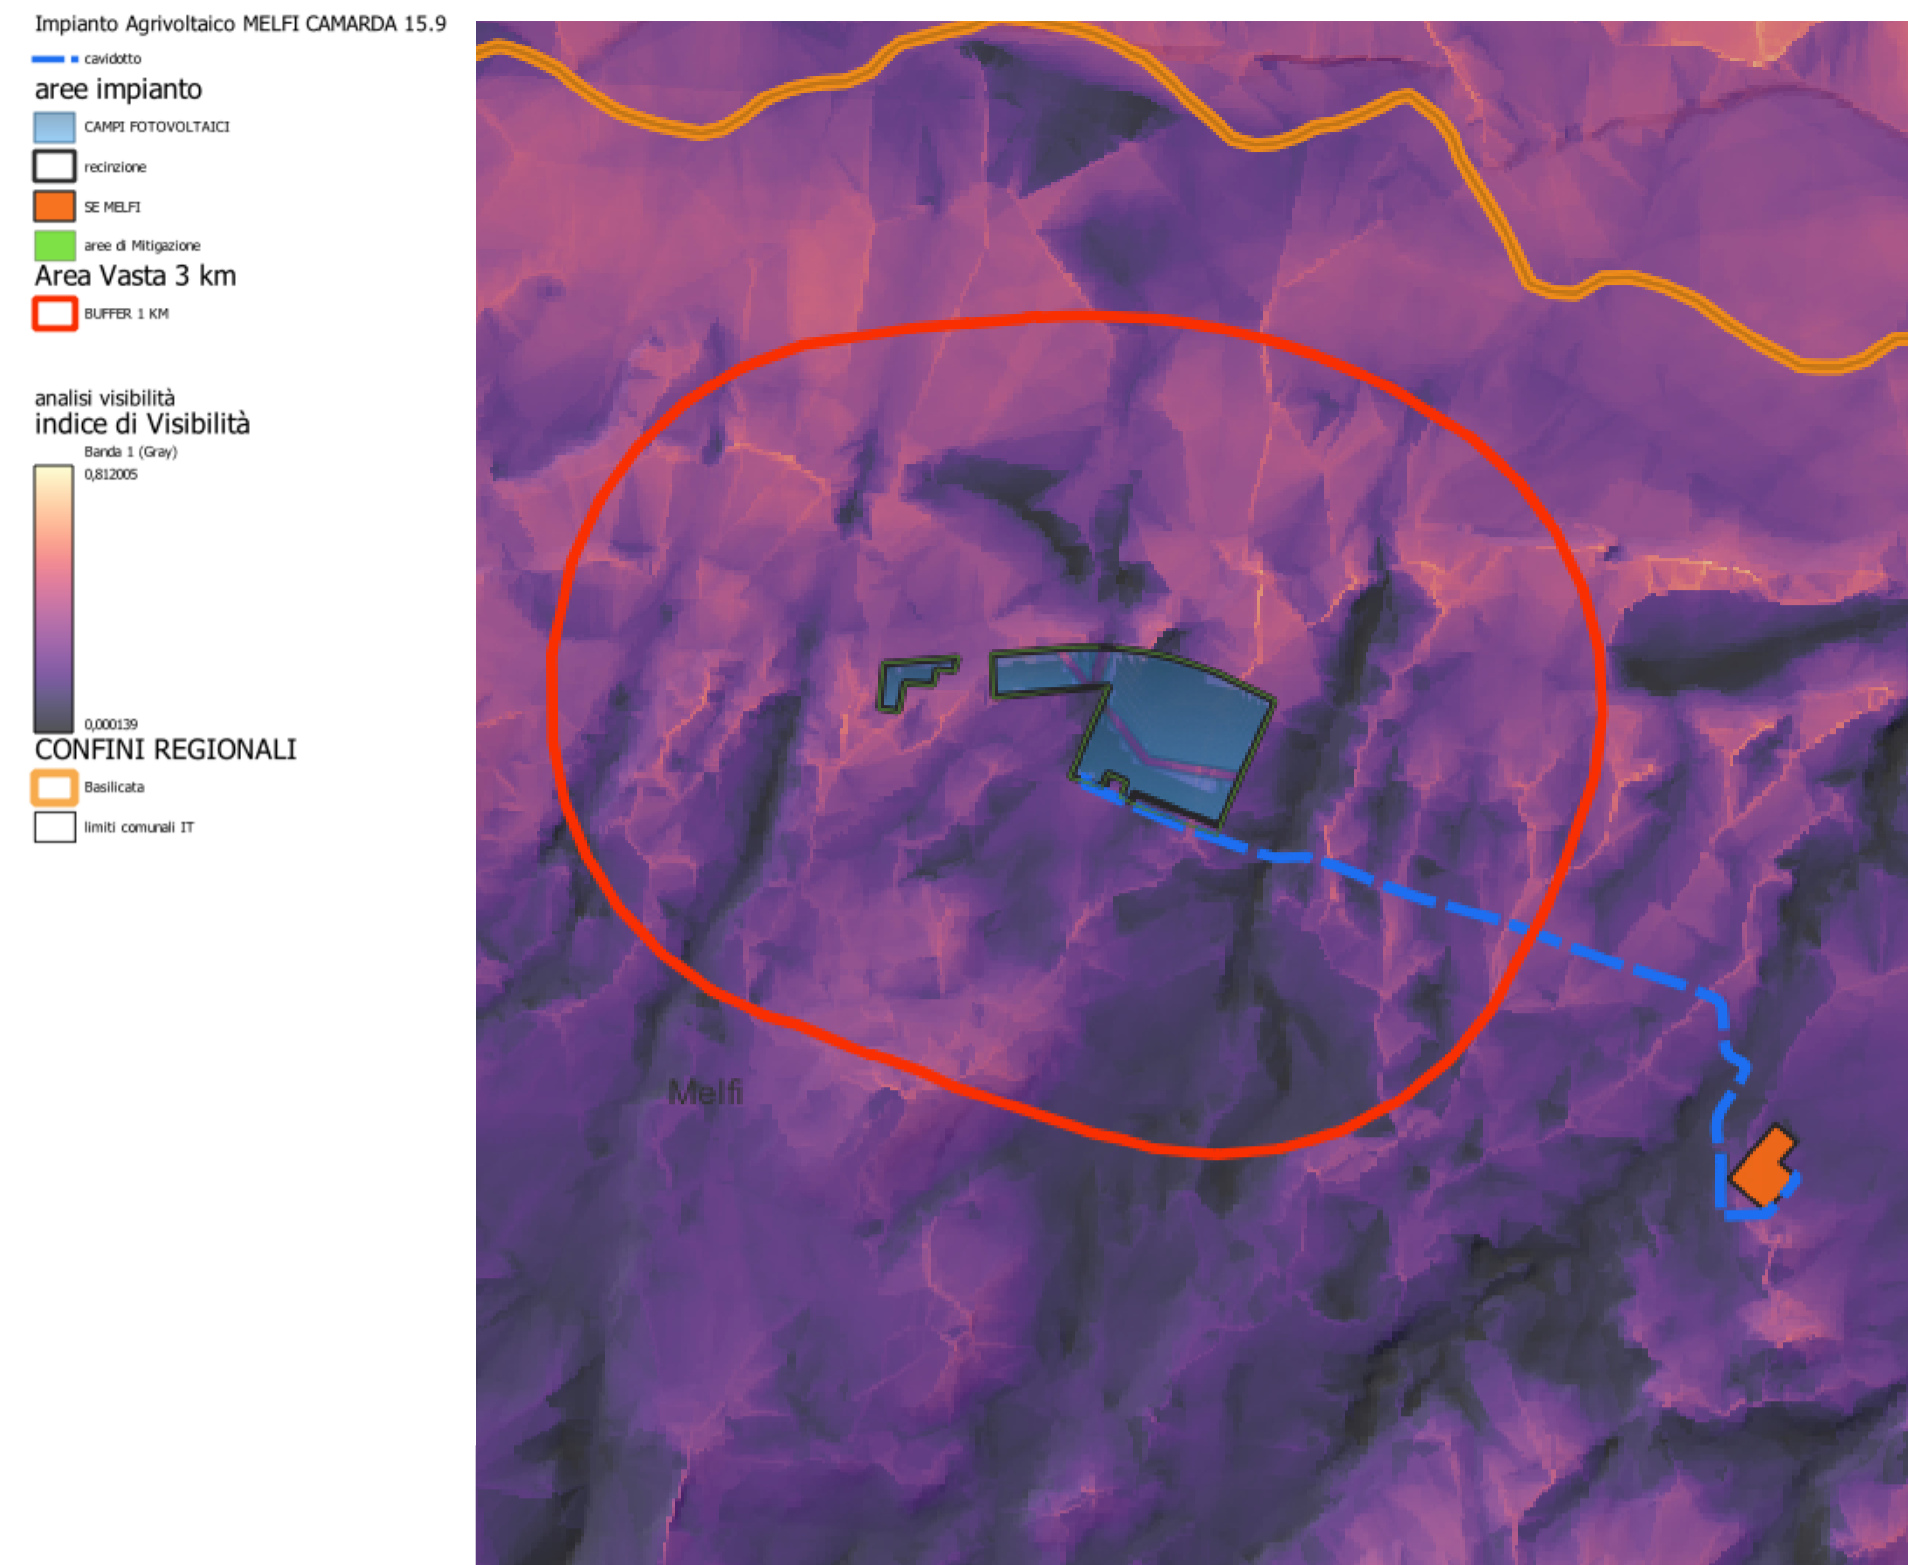 Impianto Agrivoltaico MELFI CAMARDA 15.9
cavidotto
aree impianto
CAMPI FOTOVOLTAICI
recinzione
SE MELFI
aree di Mitigazione
Area Vasta 3 km
BUFFER 1 KM
analisi visibilità
indice di Visibilità
Banda 1 (Gray)
0,812005
0,000139
CONFINI REGIONALI
Basilicata
limiti comunali IT
Melfi